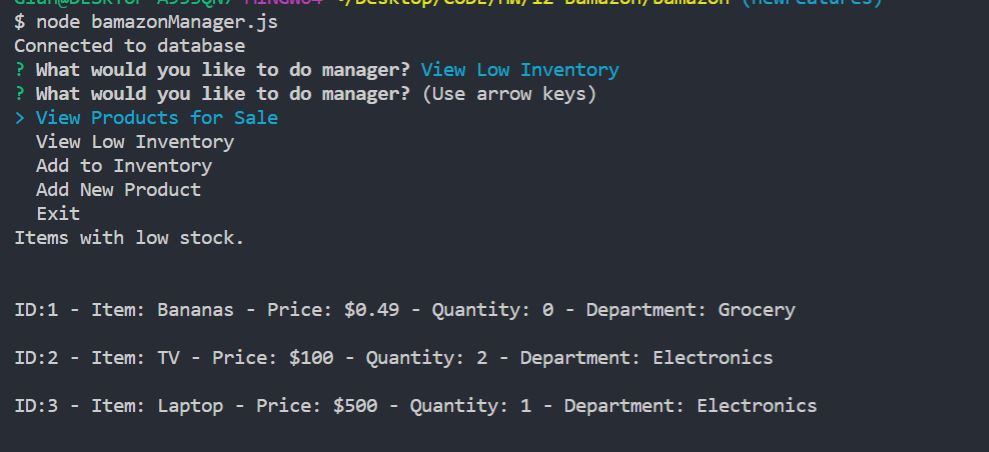 $ node bamazonManager.js
Connected to database
? What would you like to do manager? View Low Inventory
? What would you like to do manager? (Use arrow keys)
> View Products for Sale
View Low Inventory
Add to Inventory
Add New Product
Exit
Items with low stock.
ID:1 - Item: Bananas - Price: $0.49 - Quantity: 0 - Department: Grocery
ID:2 - Item: TV - Price: $100 - Quantity: 2 - Department: Electronics
ID:3 - Item: Laptop - Price: $500 - Quantity: 1 - Department: Electronics